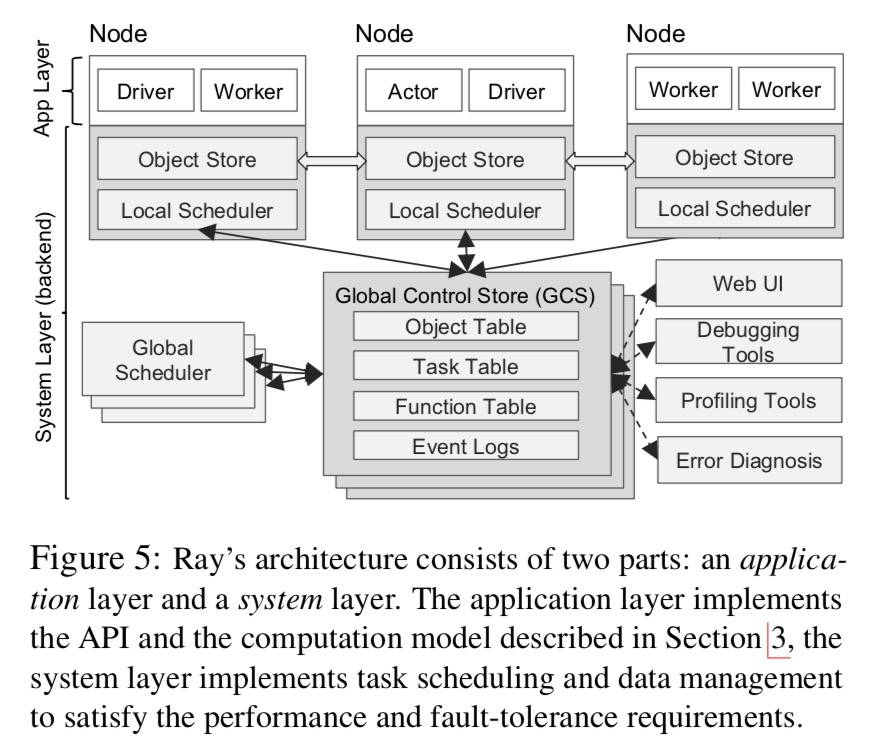 Node
Node
Node
App Layer
Driver
Worker
Actor
Driver
Worker
Worker
Object Store
Object Store
Object Store
Local Scheduler
Local Scheduler
Local Scheduler
System Layer (backend)
Global Control Store (GCS)
Object Table
Task Table
Function Table
Event Logs
Global
Scheduler
Web UI
Debugging
Tools
Profiling Tools
Error Diagnosis
Figure 5: Ray's architecture consists of two parts: an applica-
tion layer and a system layer. The application layer implements
the API and the computation model described in Section 3, the
system layer implements task scheduling and data management
to satisfy the performance and fault-tolerance requirements.